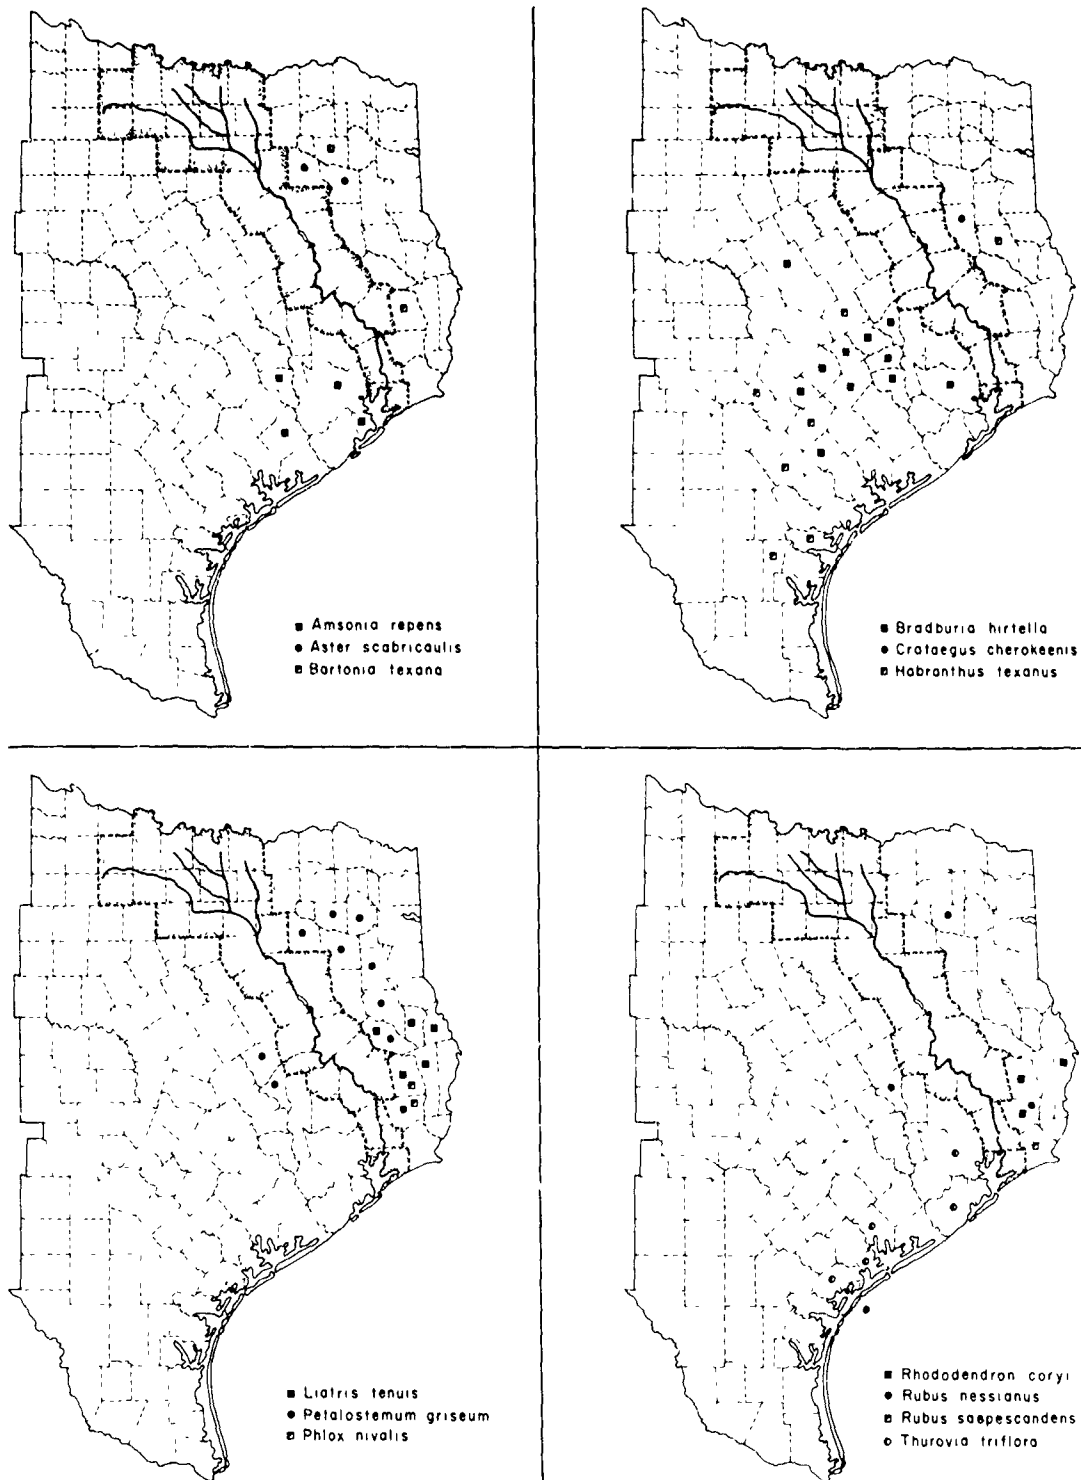 Amsonia repens
Aster scabricaulis
Bartonia texana
Bradburia hirtella
Crataegus cherokeenis
Habranthus texanus
Liatris tenuis
Petalostemum griseum
Phlox nivalis
Rhododendron coryi
Rubus nessianus
Rubus saepescandens
Thurovia triflora